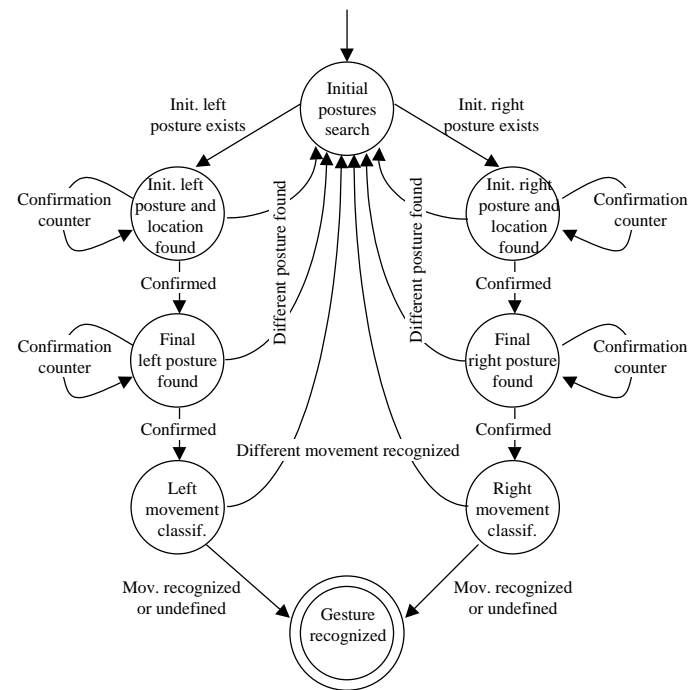 Initial
postures
search
Init. left
posture exists
Init. right
posture exists
Init. left
posture and
location
found
Confirmation
counter
Different posture found
Different posture found
Init. right
posture and
location
found
Confirmation
counter
Confirmed
Confirmed
Final
left posture
found
Confirmation
counter
Final
right posture
found
Confirmation
counter
Confirmed
Confirmed
Different movement recognized
Left
movement
classif.
Right
movement
classif.
Mov. recognized
or undefined
Mov. recognized
or undefined
Gesture
recognized